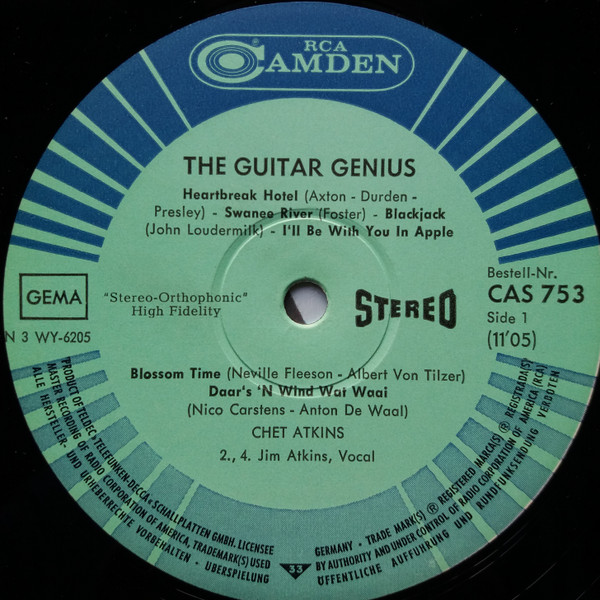 RCA
CAMDEN
THE GUITAR GENIUS
Heartbreak Hotel (Axton - Durden -
Presley) - Swanee River (Foster) - Blackjack
(John Loudermilk) - I'll Be With You In Apple
GEMA
"Stereo-Orthophonic"
High Fidelity
STEREO
Bestell-Nr.
CAS 753
Side 1
(11'05)
N 3 WY-6205
Blossom Time (Neville Fleeson - Albert Von Tilzer)
Daar's 'N Wind Wat Waai
(Nico Carstens - Anton De Waal)
CHET ATKINS
2., 4. Jim Atkins, Vocal
PRODUCT OF TELDEC »TELEFUNKEN-DECCA« SCHALLPLATTEN GMBH. LICENSEE
MASTER RECORDING OF RADIO CORPORATION OF AMERICA, TRADEMARK(S) USED
ALLE HERSTELLER- UND URHEBERRECHTE VORBEHALTEN · ÜBERSPIELUNG
33
GERMANY · TRADE MARK(S) ® REGISTERED MARCA(S) ® REGISTRADA(S)
BY AUTHORITY AND UNDER CONTROL OF RADIO CORPORATION OF AMERICA (RCA)
ÖFFENTLICHE AUFFÜHRUNG UND RUNDFUNKSENDUNG VERBOTEN